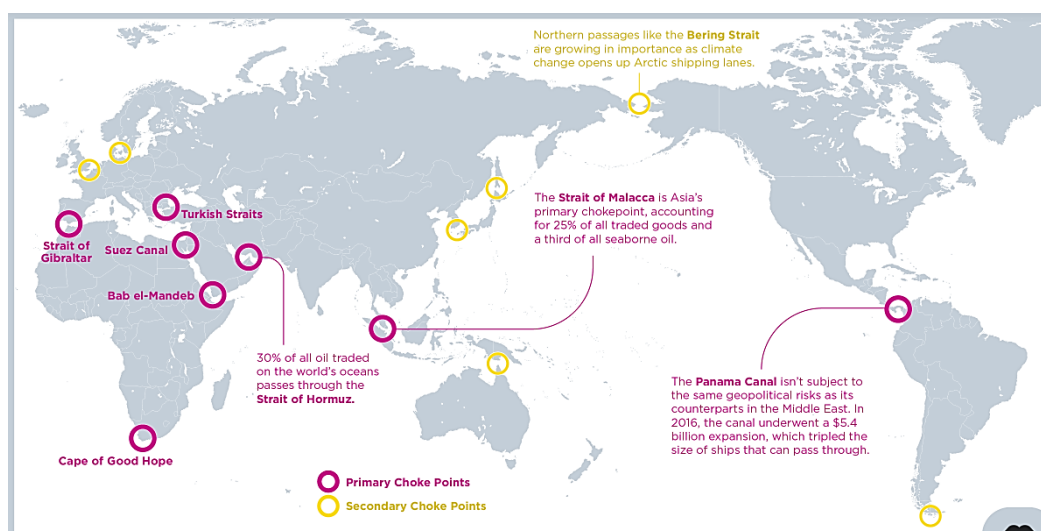 Northern passages like the Bering Strait
are growing in importance as climate
change opens up Arctic shipping lanes.
The Strait of Malacca is Asia’s
primary chokepoint, accounting
for 25% of all traded goods and
a third of all seaborne oil.
Turkish Straits
Strait of
Gibraltar
Suez Canal
Bab el-Mandeb
30% of all oil traded
on the world’s oceans
passes through the
Strait of Hormuz.
The Panama Canal isn’t subject to
the same geopolitical risks as its
counterparts in the Middle East. In
2016, the canal underwent a $5.4
billion expansion, which tripled the
size of ships that can pass through.
Cape of Good Hope
Primary Choke Points
Secondary Choke Points